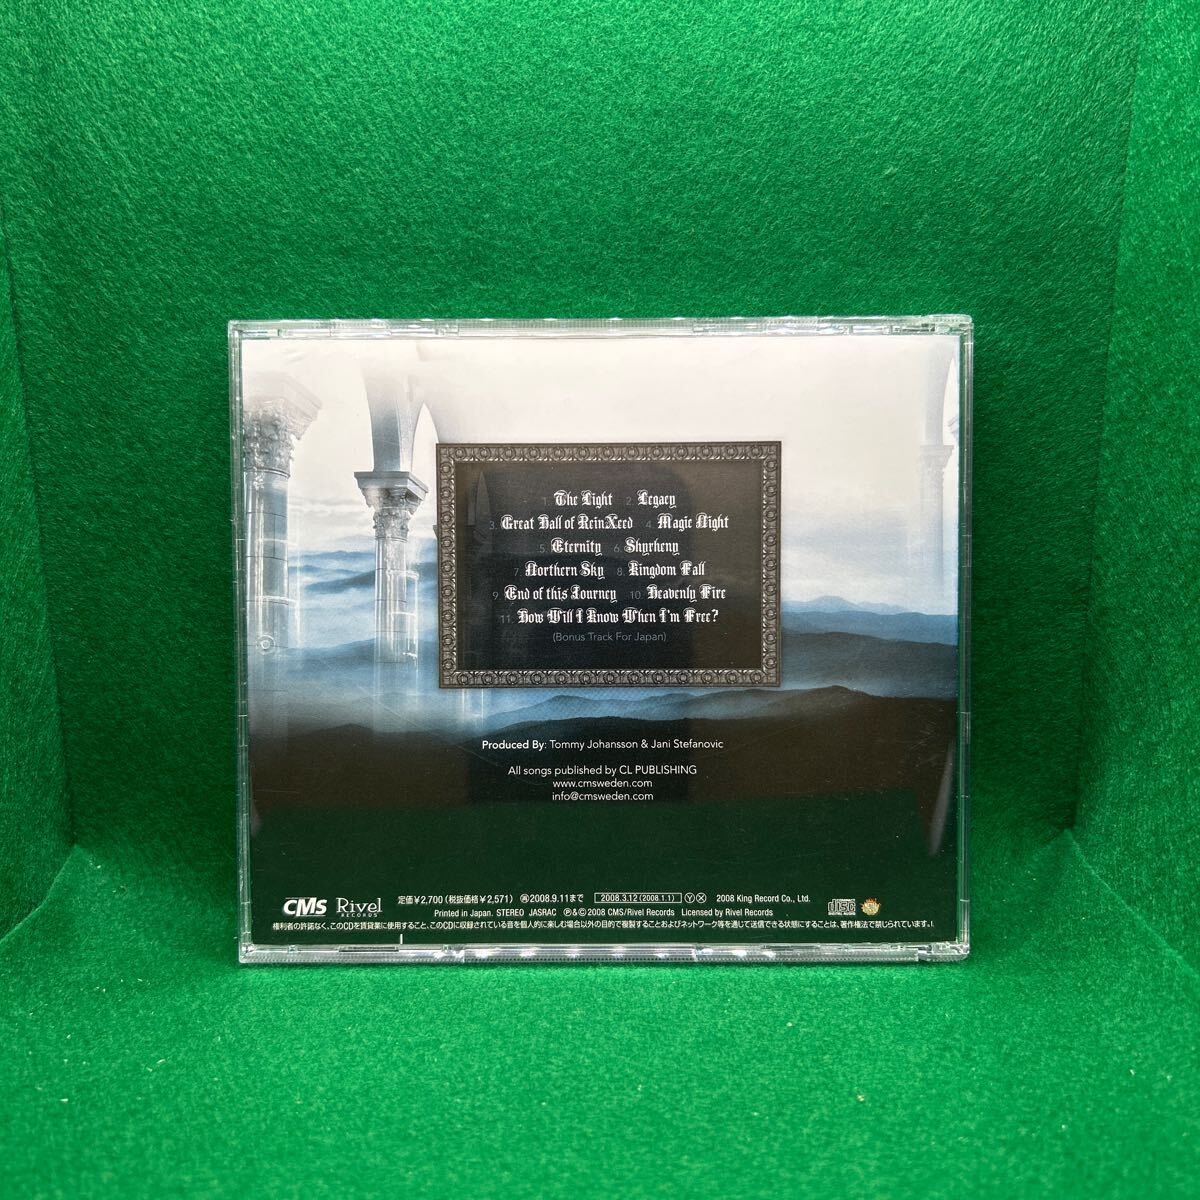 1. The Light 2. Legacy
3. Great Hall of ReinXeed 4. Magic Night
5. Eternity 6. Shyrheny
7. Northern Sky 8. Kingdom Fall
9. End of this Journey 10. Heavenly Fire
11. How Will I Know When I'm Free?
(Bonus Track For Japan)
Produced By: Tommy Johansson & Jani Stefanovic
All songs published by CL PUBLISHING
www.cmsweden.com
info@cmsweden.com
CMS Rivel RECORDS 定価¥2,700(税抜価格¥2,571) 再2008.9.11まで 2008.3.12(2008.1.1) Ⓨ Ⓧ 2008 King Record Co., Ltd.
Printed in Japan. STEREO JASRAC Ⓟ&© 2008 CMS/Rivel Records Licensed by Rivel Records
COMPACT disc DIGITAL AUDIO
権利者の許諾なく、このCDを賃貸業に使用すること、このCDに収録されている音を個人的に楽しむ場合以外の目的で複製することおよびネットワーク等を通じて送信できる状態にすることは、著作権法で禁じられています。